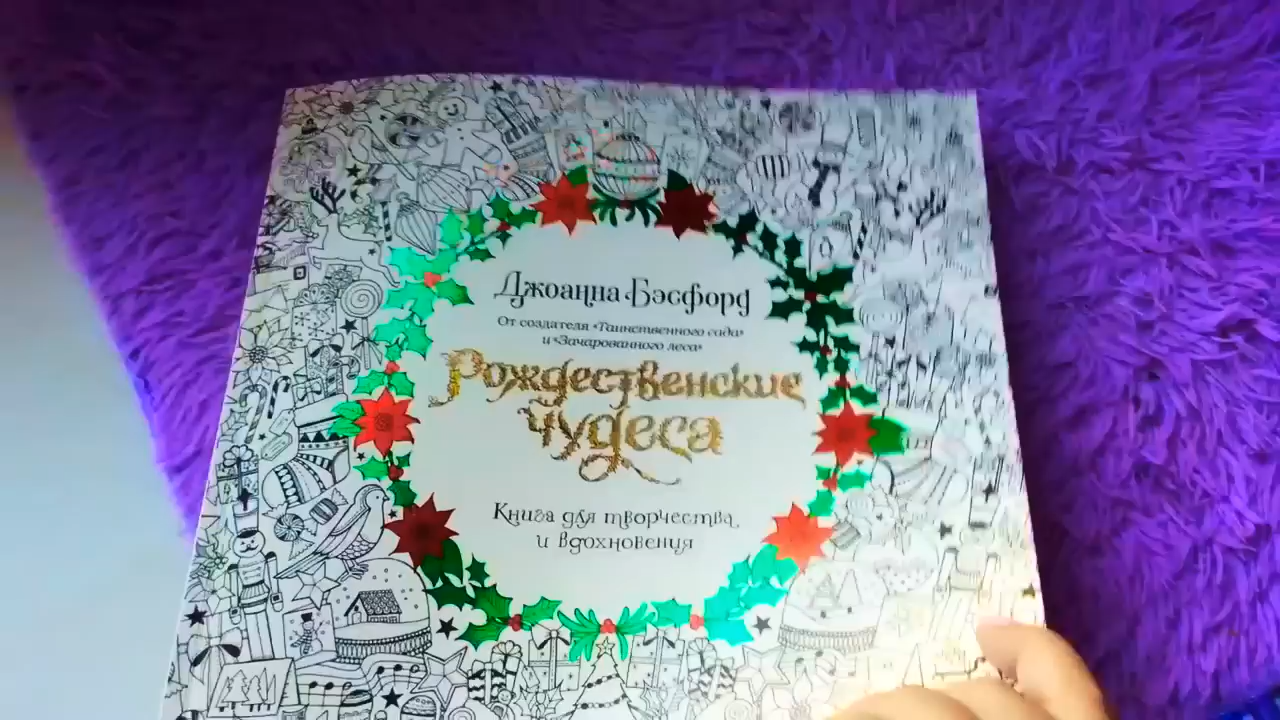 Джоанна Бэсфорд
От создателя «Таинственного сада»
и «Зачарованного леса»
Рождественские
чудеса
Книга для творчества
и вдохновения